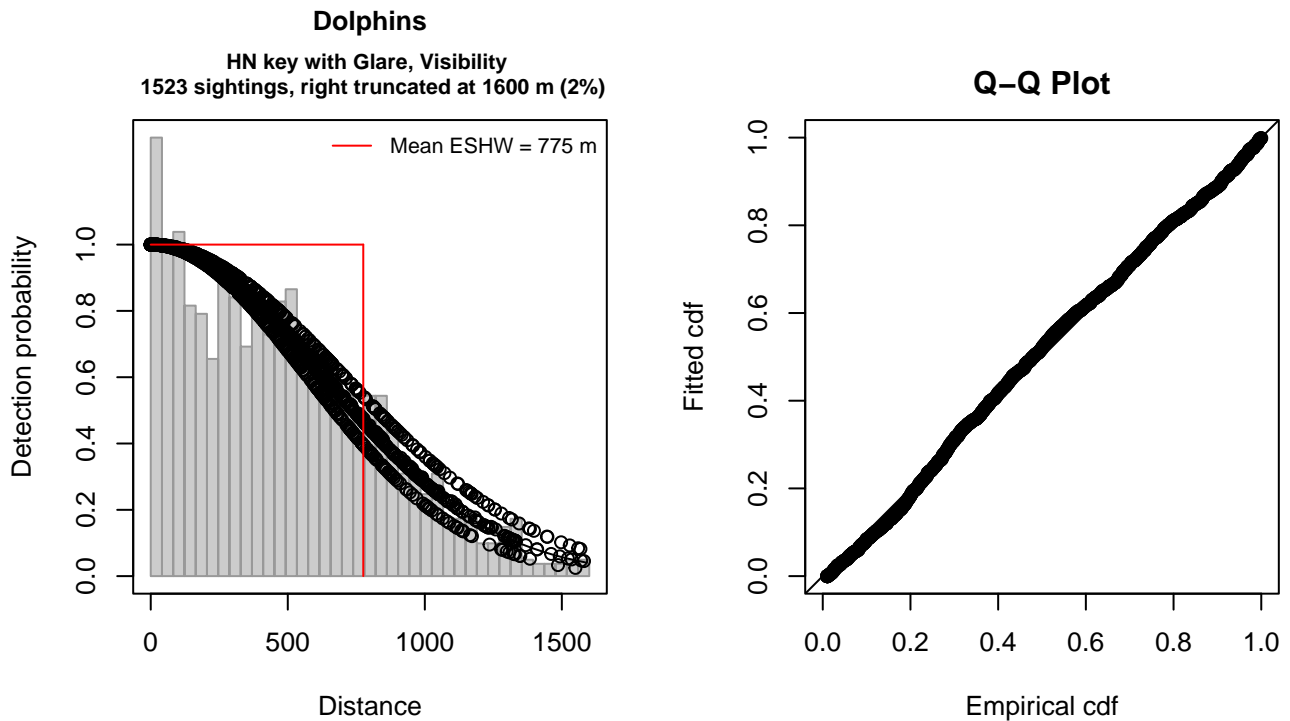 Dolphins
HN key with Glare, Visibility
1523 sightings, right truncated at 1600 m (2%)
Mean ESHW = 775 m
Detection probability
0.0 0.2 0.4 0.6 0.8 1.0
0 500 1000 1500
Distance
Q−Q Plot
Fitted cdf
0.0 0.2 0.4 0.6 0.8 1.0
0.0 0.2 0.4 0.6 0.8 1.0
Empirical cdf